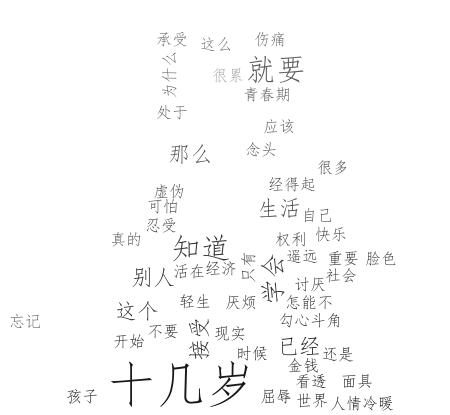 承受
这么
伤痛
为什么
很累
就要
青春期
处于
应该
那么
念头
很多
经得起
虚伪
可怕
生活
自己
忍受
真的
知道
权利
快乐
只有
遥远
重要
脸色
别人
活在
经济
学会
社会
讨厌
轻生
厌烦
怎能不
这个
忘记
勾心斗角
不要
接受
现实
开始
时候
已经
还是
金钱
十几岁
看透
面具
孩子
屈辱
世界
人情冷暖